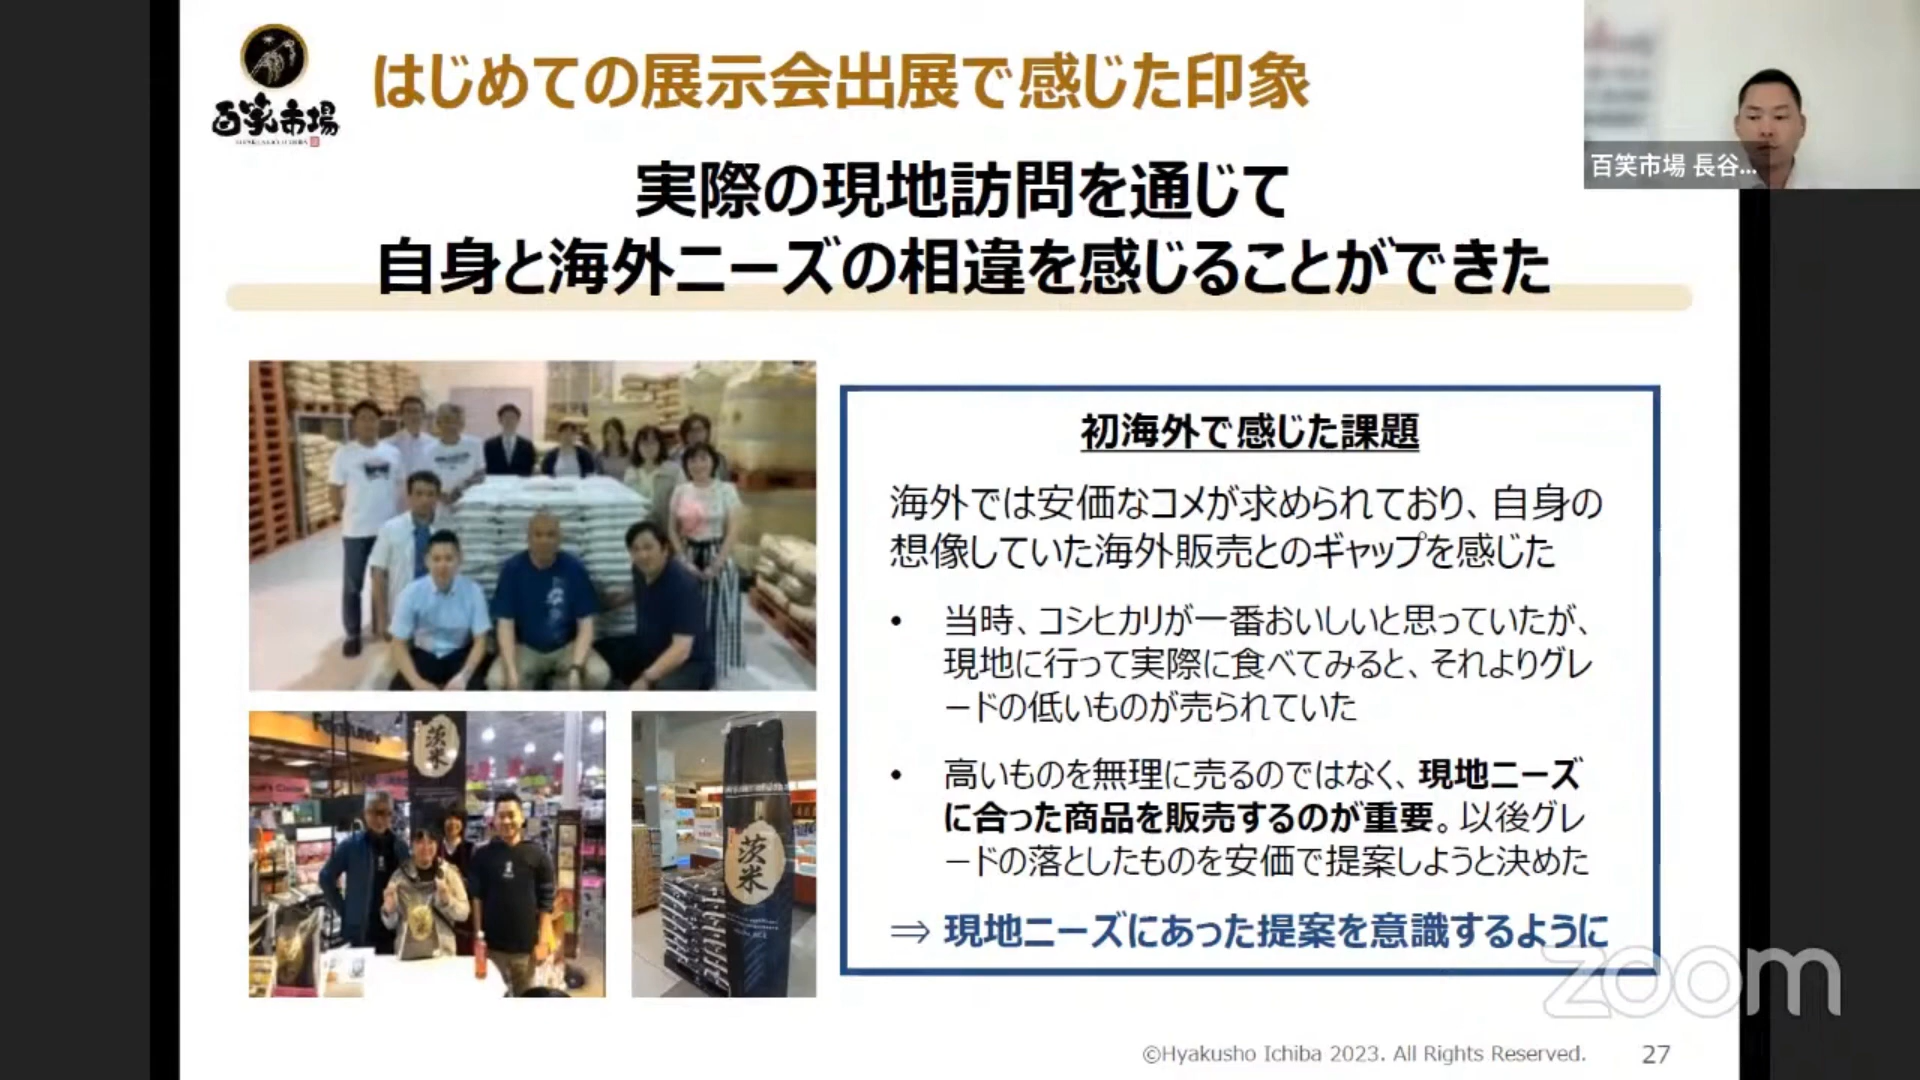 百笑市場
はじめての展示会出展で感じた印象
百笑市場 長谷...
実際の現地訪問を通じて
自身と海外ニーズの相違を感じることができた
茨米
茨米
初海外で感じた課題
海外では安価なコメが求められており、自身の
想像していた海外販売とのギャップを感じた
• 当時、コシヒカリが一番おいしいと思っていたが、
現地に行って実際に食べてみると、それよりグレ
ードの低いものが売られていた
• 高いものを無理に売るのではなく、現地ニーズ
に合った商品を販売するのが重要。以後グレ
ードの落としたものを安価で提案しようと決めた
⇒ 現地ニーズにあった提案を意識するように
zoom
©Hyakusho Ichiba 2023. All Rights Reserved.
27